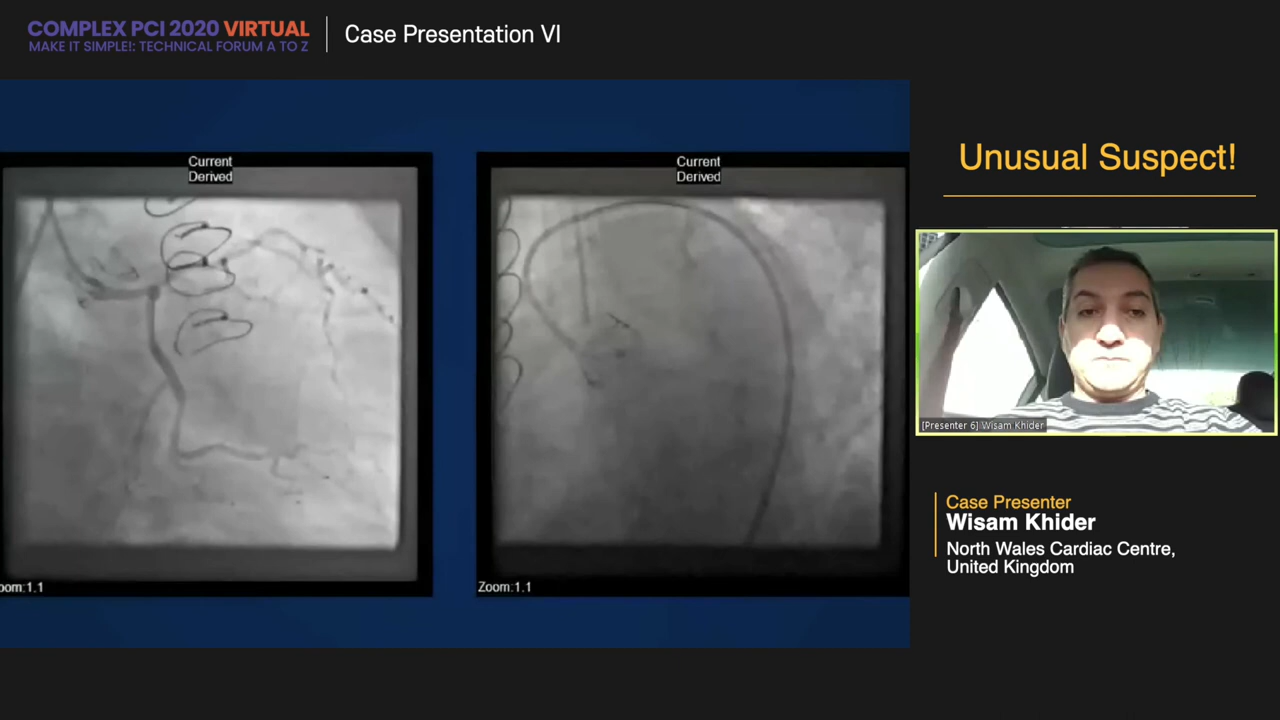 COMPLEX PCI 2020 VIRTUAL
MAKE IT SIMPLE!: TECHNICAL FORUM A TO Z
Case Presentation VI
Current
Derived
Current
Derived
oom:1.1
Zoom:1.1
Unusual Suspect!
[Presenter 6] Wisam Khider
Case Presenter
Wisam Khider
North Wales Cardiac Centre,
United Kingdom